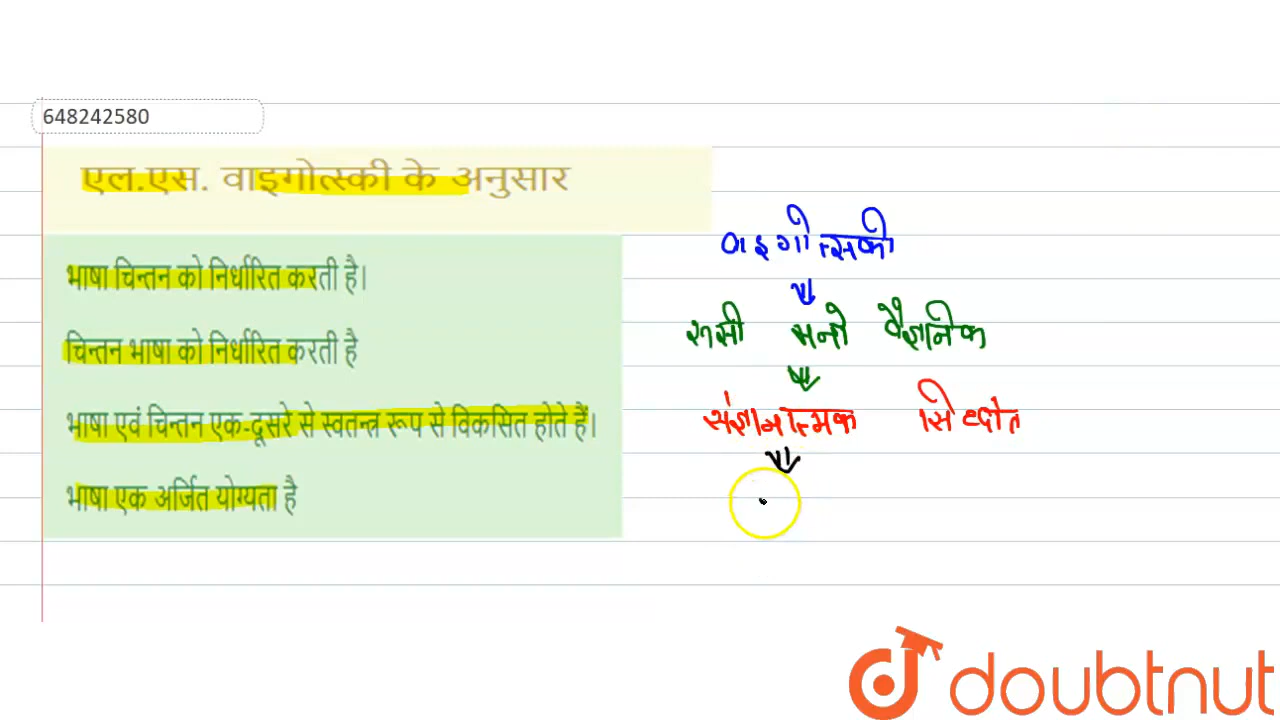 648242580
एल.एस. वाइगोत्स्की के अनुसार
भाषा चिन्तन को निर्धारित करती है।
चिन्तन भाषा को निर्धारित करती है
भाषा एवं चिन्तन एक-दूसरे से स्वतन्त्र रूप से विकसित होते हैं।
भाषा एक अर्जित योग्यता है
वाइगोत्सकी
रूसी मनो वैज्ञानिक
संज्ञानात्मक सिध्दांत
doubtnut